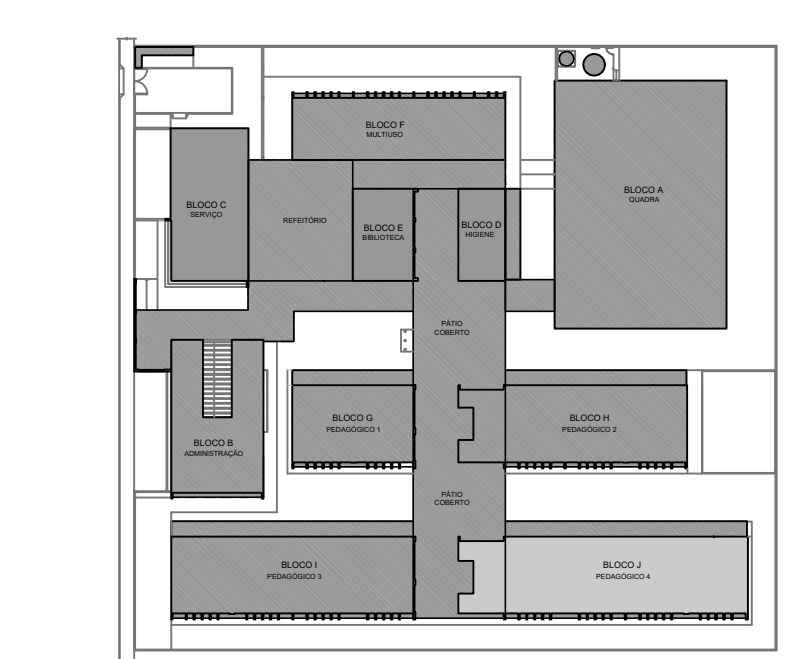 BLOCO F
MULTIUSO
BLOCO A
QUADRA
BLOCO C
SERVIÇO
REFEITÓRIO
BLOCO E
BIBLIOTECA
BLOCO D
HIGIENE
PÁTIO
COBERTO
BLOCO G
PEDAGÓGICO 1
BLOCO H
PEDAGÓGICO 2
BLOCO B
ADMINISTRAÇÃO
PÁTIO
COBERTO
BLOCO I
PEDAGÓGICO 3
BLOCO J
PEDAGÓGICO 4